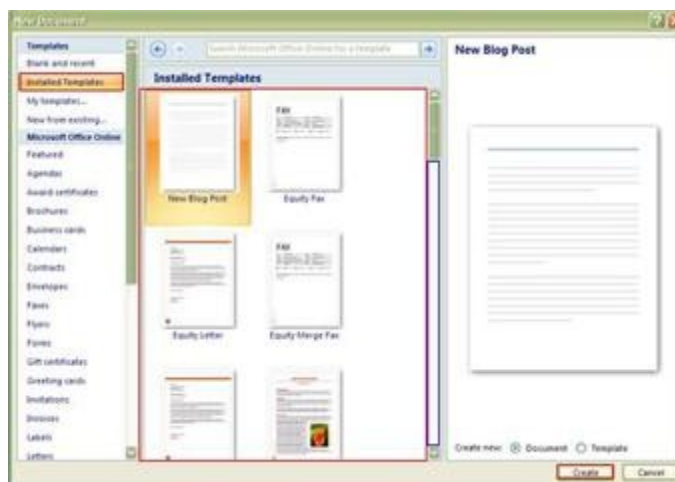 New Document
Templates
Blank and recent
Installed Templates
My templates...
New from existing...
Microsoft Office Online
Featured
Agendas
Award certificates
Brochures
Business cards
Calendars
Contracts
Envelopes
Faxes
Flyers
Forms
Gift certificates
Greeting cards
Invitations
Invoices
Labels
Letters
Search Microsoft Office Online for a template
Installed Templates
New Blog Post
FAX
Equity Fax
Equity Letter
FAX
Equity Merge Fax
New Blog Post
Create new: Document Template
Create Cancel